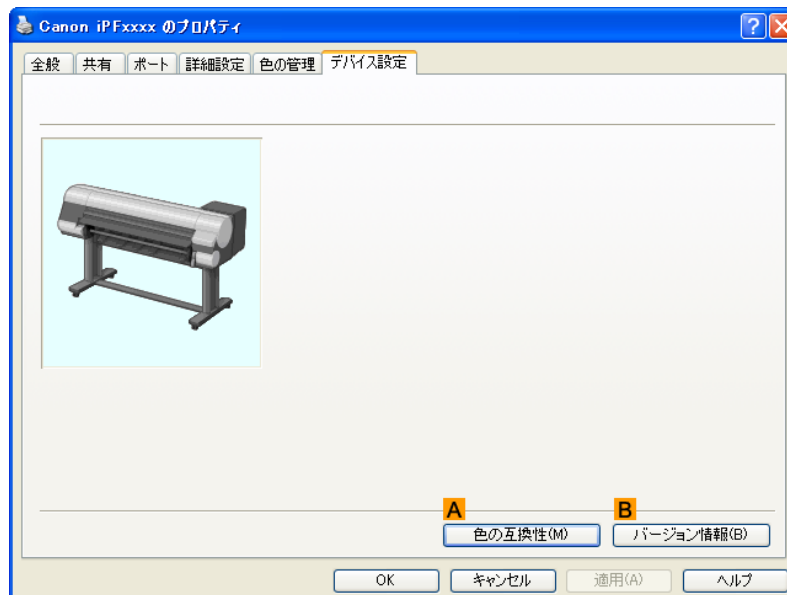 Canon iPFxxxx のプロパティ
全般 共有 ポート 詳細設定 色の管理 デバイス設定
A B
色の互換性(M) バージョン情報(B)
OK キャンセル 適用(A) ヘルプ